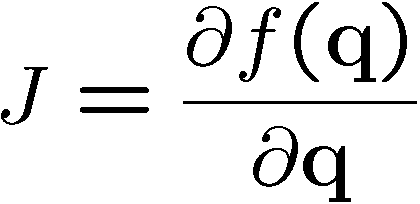 J = ∂f(𝐪) / ∂𝐪